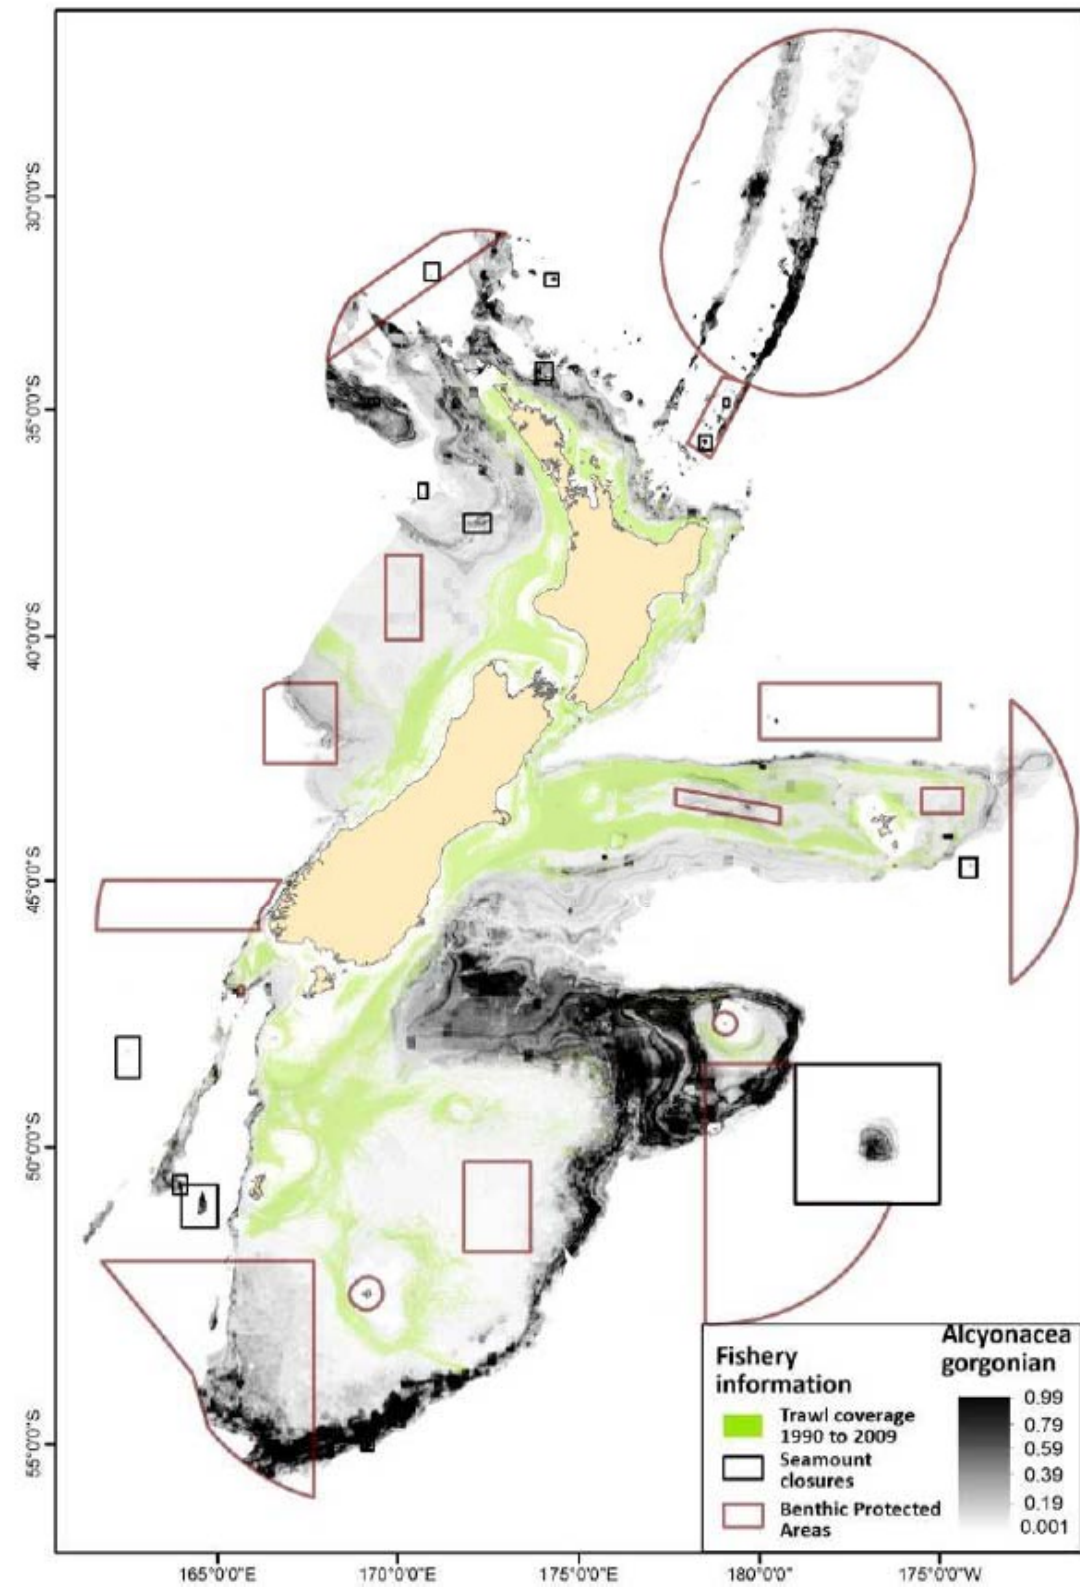 30°0'0"S
35°0'0"S
40°0'0"S
45°0'0"S
50°0'0"S
55°0'0"S
165°0'0"E
170°0'0"E
175°0'0"E
180°0'0"
175°0'0"W
Fishery
information
Trawl coverage
1990 to 2009
Seamount
closures
Benthic Protected
Areas
Alcyonacea
gorgonian
0.99
0.79
0.59
0.39
0.19
0.001